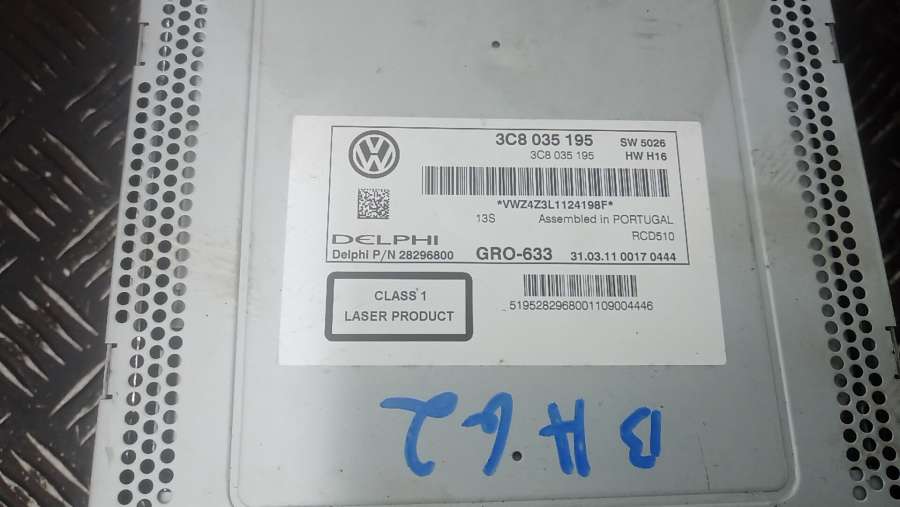 3C8 035 195 SW 5026
3C8 035 195 HW H16
*VWZ4Z3L1124198F*
13S Assembled in PORTUGAL
RCD510
DELPHI
Delphi P/N 28296800 GRO-633 31.03.11 0017 0444
CLASS 1
LASER PRODUCT
5195282968001109004446